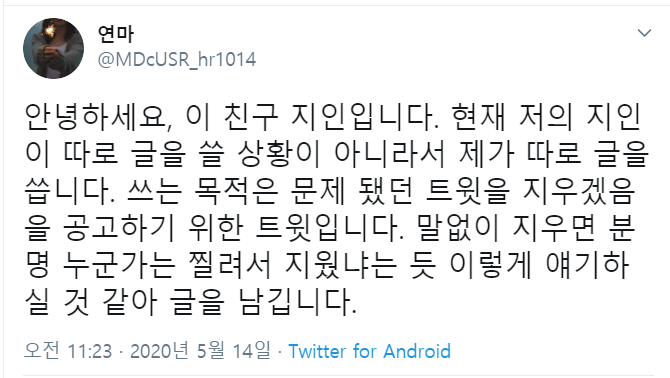 연마
@MDcUSR_hr1014
안녕하세요, 이 친구 지인입니다. 현재 저의 지인
이 따로 글을 쓸 상황이 아니라서 제가 따로 글을
씁니다. 쓰는 목적은 문제 됐던 트윗을 지우겠음
을 공고하기 위한 트윗입니다. 말없이 지우면 분
명 누군가는 찔려서 지웠냐는 듯 이렇게 얘기하
실 것 같아 글을 남깁니다.
오전 11:23 · 2020년 5월 14일 · Twitter for Android